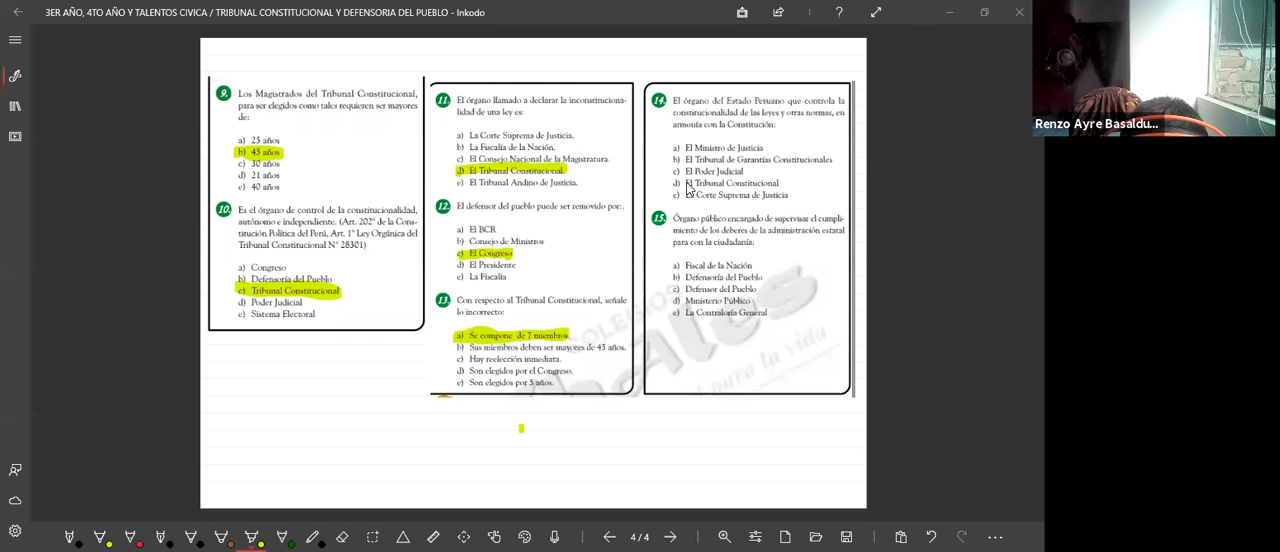 3ER AÑO, 4TO AÑO Y TALENTOS CIVICA / TRIBUNAL CONSTITUCIONAL Y DEFENSORIA DEL PUEBLO - Inkodo
9. Los Magistrados del Tribunal Constitucional,
para ser elegidos como tales requieren ser mayores
de:
a) 25 años
b) 45 años
c) 30 años
d) 21 años
e) 40 años
10. Es el órgano de control de la constitucionalidad,
autónomo e independiente. (Art. 202º de la Cons-
titución Política del Perú, Art. 1º Ley Orgánica del
Tribunal Constitucional Nº 28301)
a) Congreso
b) Defensoría del Pueblo
c) Tribunal Constitucional
d) Poder Judicial
e) Sistema Electoral
11. El órgano llamado a declarar la inconstituciona-
lidad de una ley es:
a) La Corte Suprema de Justicia.
b) La Fiscalía de la Nación.
c) El Consejo Nacional de la Magistratura.
d) El Tribunal Constitucional.
e) El Tribunal Andino de Justicia.
12. El defensor del pueblo puede ser removido por:.
a) El BCR
b) Consejo de Ministros
c) El Congreso
d) El Presidente
e) La Fiscalía
13. Con respecto al Tribunal Constitucional, señale
lo incorrecto:
a) Se compone de 7 miembros.
b) Sus miembros deben ser mayores de 45 años.
c) Hay reelección inmediata.
d) Son elegidos por el Congreso.
e) Son elegidos por 5 años.
14. El órgano del Estado Peruano que controla la
constitucionalidad de las leyes y otras normas, en
armonía con la Constitución:
a) El Ministro de Justicia
b) El Tribunal de Garantías Constitucionales
c) El Poder Judicial
d) El Tribunal Constitucional
e) Corte Suprema de Justicia
15. Órgano público encargado de supervisar el cumpli-
miento de los deberes de la administración estatal
para con la ciudadanía:
a) Fiscal de la Nación
b) Defensoría del Pueblo
c) Defensor del Pueblo
d) Ministerio Público
e) La Contraloría General
COLEGIOS
para la vida
Renzo Ayre Basaldu...
4 / 4